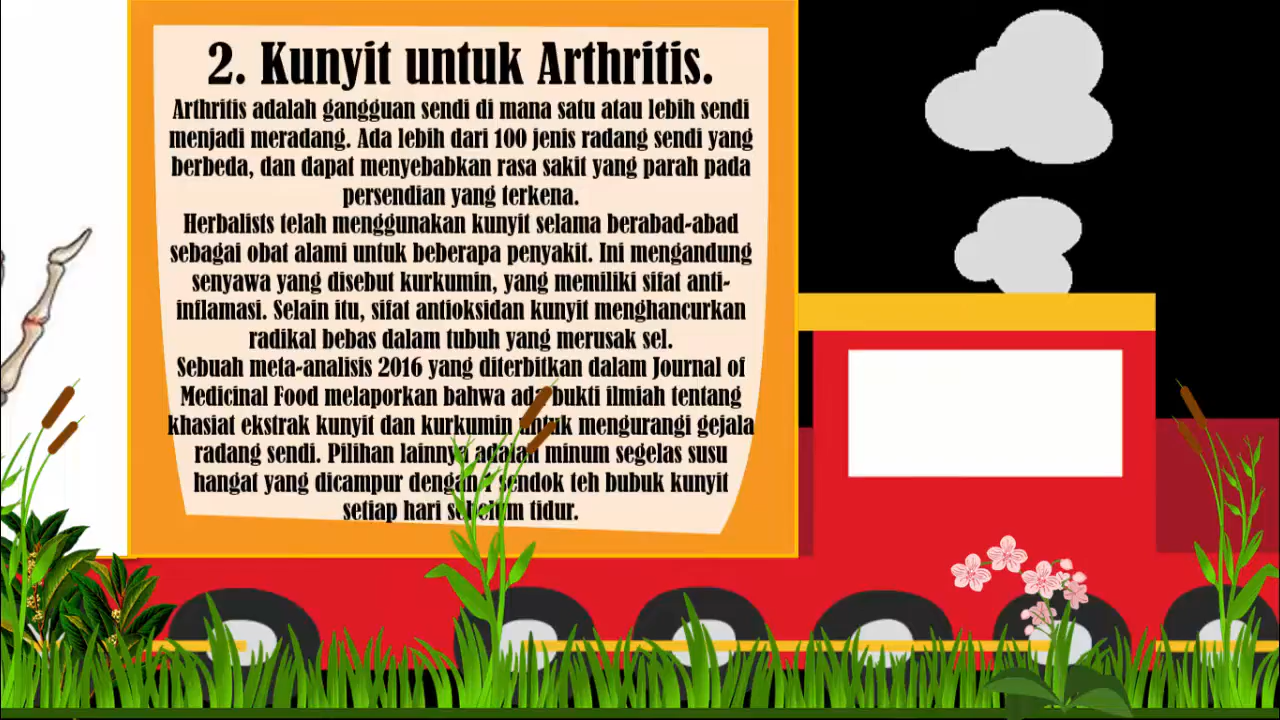 2. Kunyit untuk Arthritis.
Arthritis adalah gangguan sendi di mana satu atau lebih sendi
menjadi meradang. Ada lebih dari 100 jenis radang sendi yang
berbeda, dan dapat menyebabkan rasa sakit yang parah pada
persendian yang terkena.
Herbalists telah menggunakan kunyit selama berabad-abad
sebagai obat alami untuk beberapa penyakit. Ini mengandung
senyawa yang disebut kurkumin, yang memiliki sifat anti-
inflamasi. Selain itu, sifat antioksidan kunyit menghancurkan
radikal bebas dalam tubuh yang merusak sel.
Sebuah meta-analisis 2016 yang diterbitkan dalam Journal of
Medicinal Food melaporkan bahwa ada bukti ilmiah tentang
khasiat ekstrak kunyit dan kurkumin untuk mengurangi gejala
radang sendi. Pilihan lainnya adalah minum segelas susu
hangat yang dicampur dengan sendok teh bubuk kunyit
setiap hari sebelum tidur.